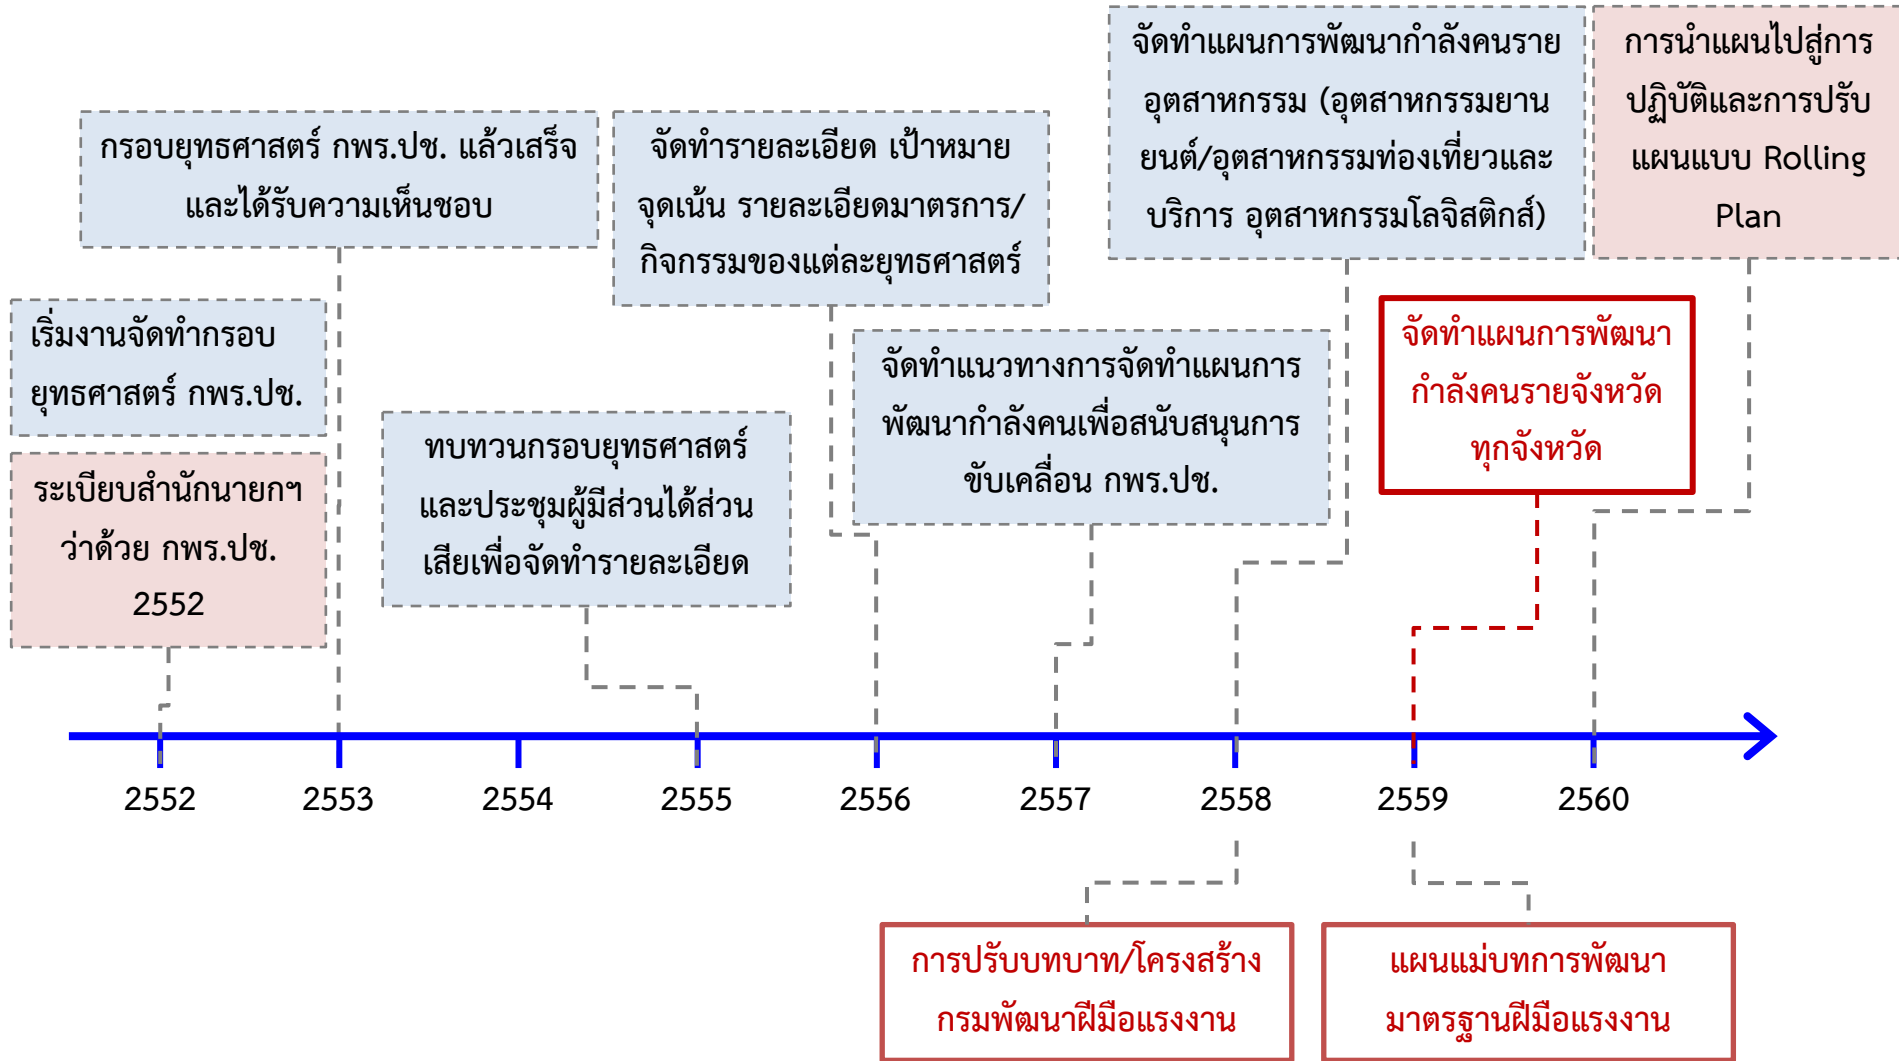 จัดทำแผนการพัฒนากำลังคนราย
อุตสาหกรรม (อุตสาหกรรมยาน
ยนต์/อุตสาหกรรมท่องเที่ยวและ
บริการ อุตสาหกรรมโลจิสติกส์)
การนำแผนไปสู่การ
ปฏิบัติและการปรับ
แผนแบบ Rolling
Plan
กรอบยุทธศาสตร์ กพร.ปช. แล้วเสร็จ
และได้รับความเห็นชอบ
จัดทำรายละเอียด เป้าหมาย
จุดเน้น รายละเอียดมาตรการ/
กิจกรรมของแต่ละยุทธศาสตร์
เริ่มงานจัดทำกรอบ
ยุทธศาสตร์ กพร.ปช.
จัดทำแนวทางการจัดทำแผนการ
พัฒนากำลังคนเพื่อสนับสนุนการ
ขับเคลื่อน กพร.ปช.
จัดทำแผนการพัฒนา
กำลังคนรายจังหวัด
ทุกจังหวัด
ระเบียบสำนักนายกฯ
ว่าด้วย กพร.ปช.
2552
ทบทวนกรอบยุทธศาสตร์
และประชุมผู้มีส่วนได้ส่วน
เสียเพื่อจัดทำรายละเอียด
2552
2553
2554
2555
2556
2557
2558
2559
2560
การปรับบทบาท/โครงสร้าง
กรมพัฒนาฝีมือแรงงาน
แผนแม่บทการพัฒนา
มาตรฐานฝีมือแรงงาน